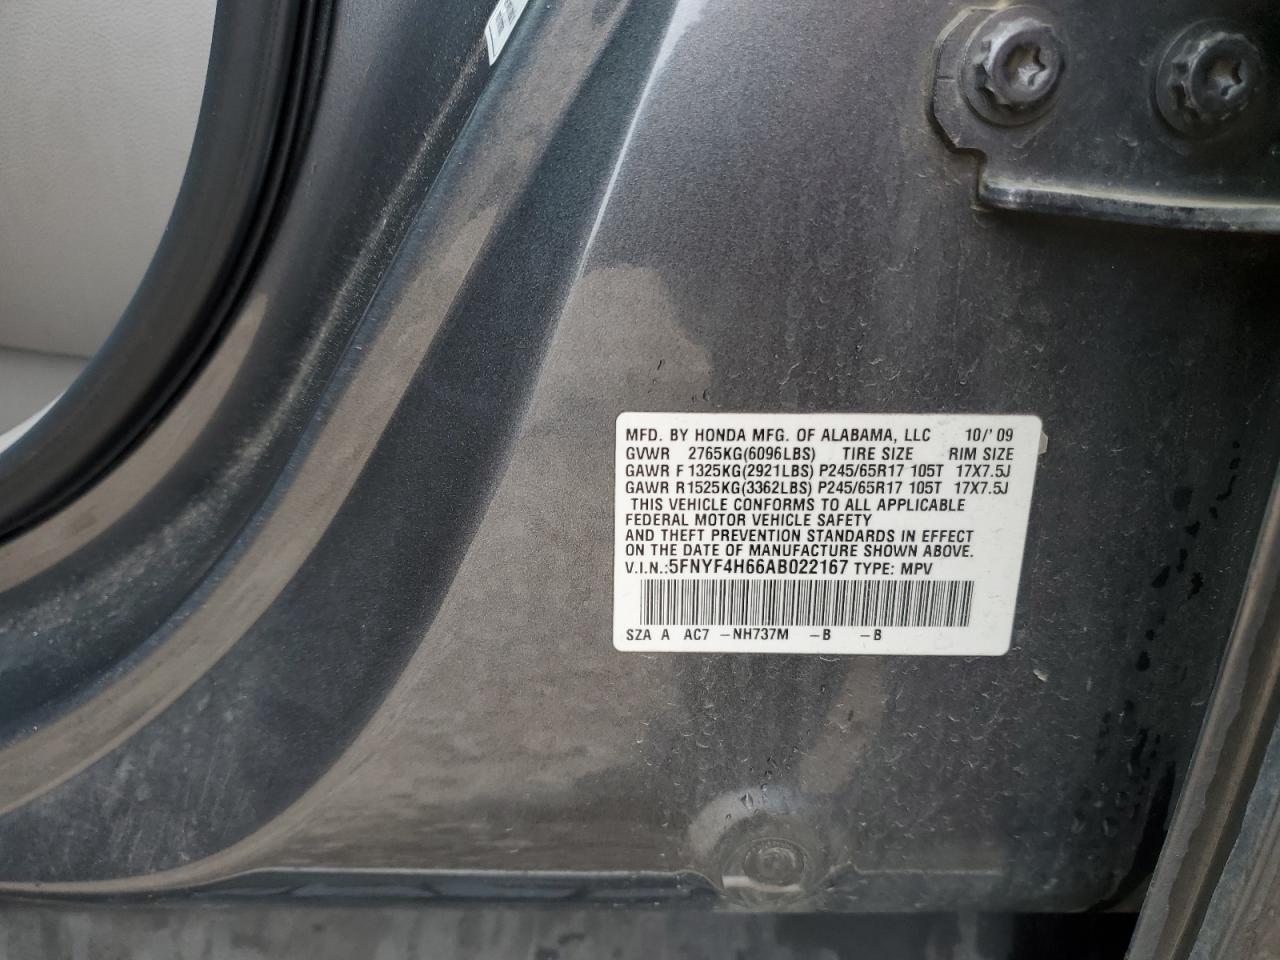 MFD. BY HONDA MFG. OF ALABAMA, LLC 10/'09
GVWR 2765KG(6096LBS) TIRE SIZE RIM SIZE
GAWR F 1325KG(2921LBS) P245/65R17 105T 17X7.5J
GAWR R1525KG(3362LBS) P245/65R17 105T 17X7.5J
THIS VEHICLE CONFORMS TO ALL APPLICABLE
FEDERAL MOTOR VEHICLE SAFETY
AND THEFT PREVENTION STANDARDS IN EFFECT
ON THE DATE OF MANUFACTURE SHOWN ABOVE.
V.I.N.:5FNYF4H66AB022167 TYPE: MPV
SZA A AC7 -NH737M -B -B